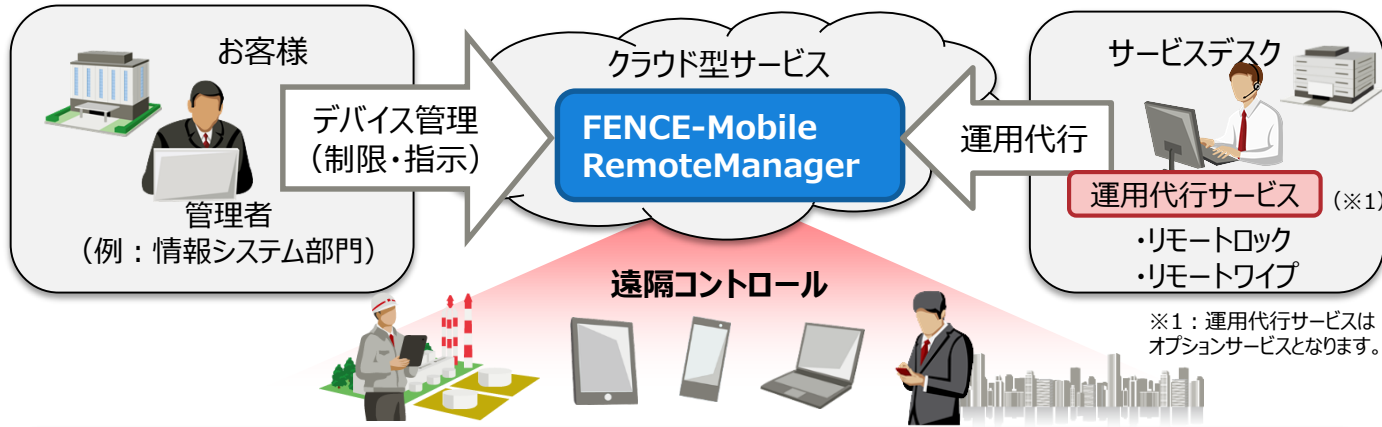 お客様
デバイス管理
（制限・指示）
管理者
（例：情報システム部門）
クラウド型サービス
FENCE-Mobile
RemoteManager
遠隔コントロール
サービスデスク
運用代行
運用代行サービス
（※1）
・リモートロック
・リモートワイプ
※1：運用代行サービスは
オプションサービスとなります。